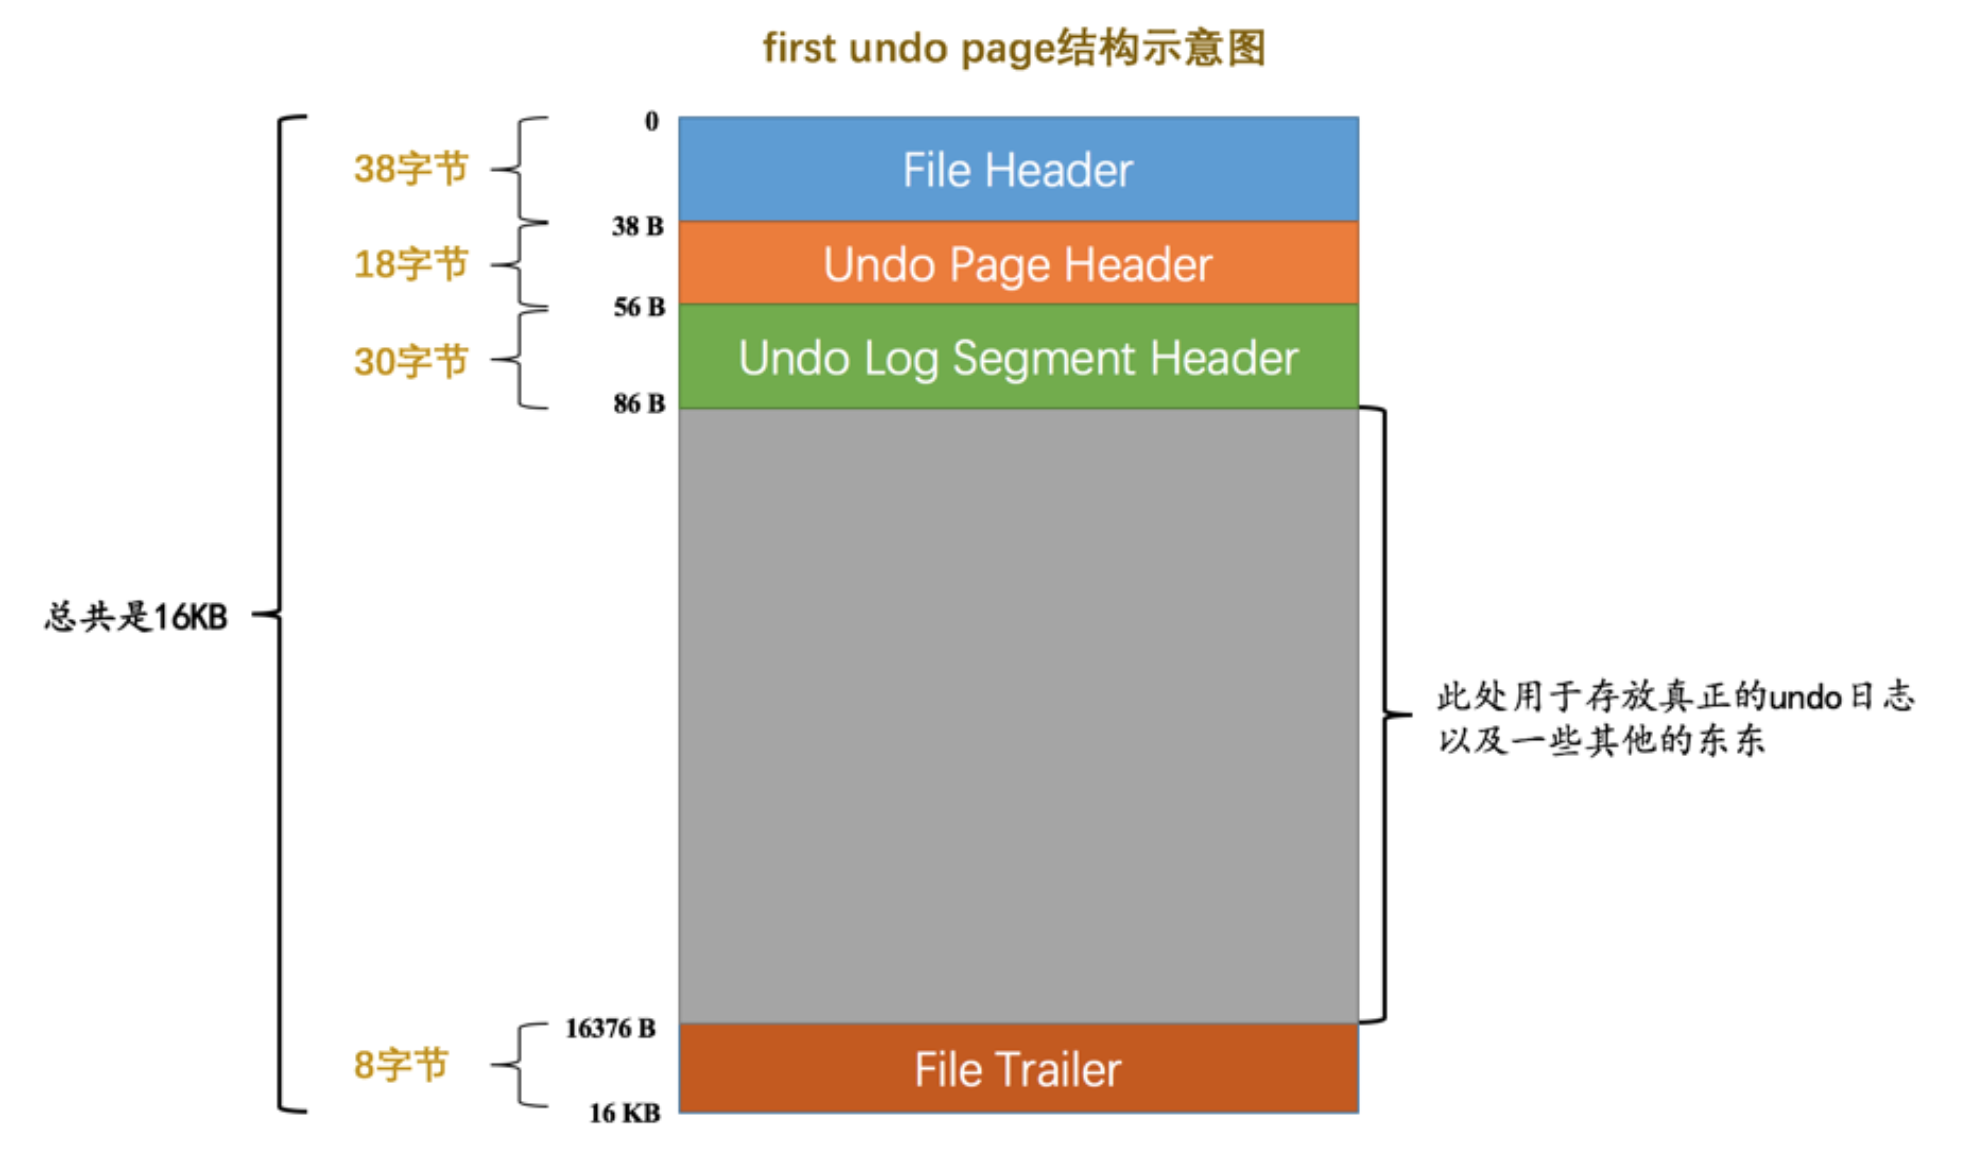 first undo page结构示意图
0
38字节
File Header
38 B
18字节
Undo Page Header
56 B
30字节
Undo Log Segment Header
86 B
总共是16KB
此处用于存放真正的undo日志
以及一些其他的东东
16376 B
8字节
File Trailer
16 KB